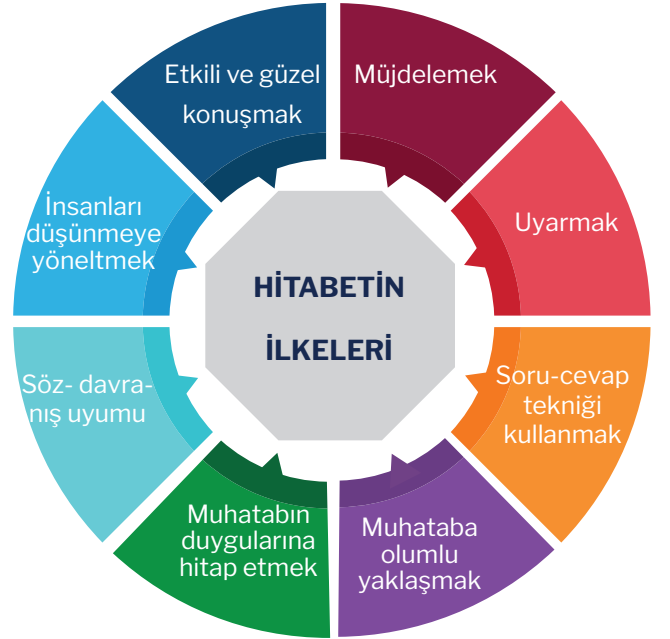 Etkili ve güzel
konuşmak
Müjdelemek
Uyarmak
Soru-cevap
tekniği
kullanmak
Muhataba
olumlu
yaklaşmak
Muhatabın
duygularına
hitap etmek
Söz- davra-
nış uyumu
İnsanları
düşünmeye
yöneltmek
HİTABETİN
İLKELERİ